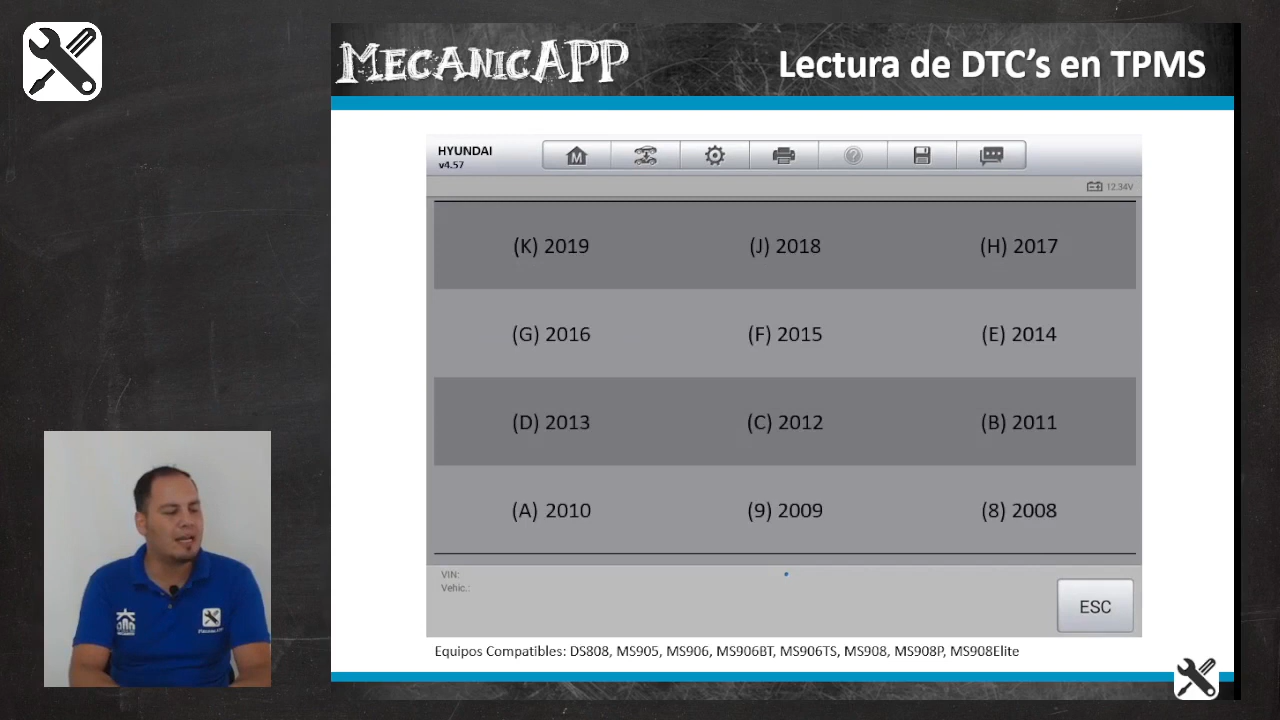 MECANICAPP
Lectura de DTC's en TPMS
HYUNDAI
v4.57
M
?
12.34V
(K) 2019 (J) 2018 (H) 2017
(G) 2016 (F) 2015 (E) 2014
(D) 2013 (C) 2012 (B) 2011
(A) 2010 (9) 2009 (8) 2008
VIN:
Vehic.:
ESC
Equipos Compatibles: DS808, MS905, MS906, MS906BT, MS906TS, MS908, MS908P, MS908Elite